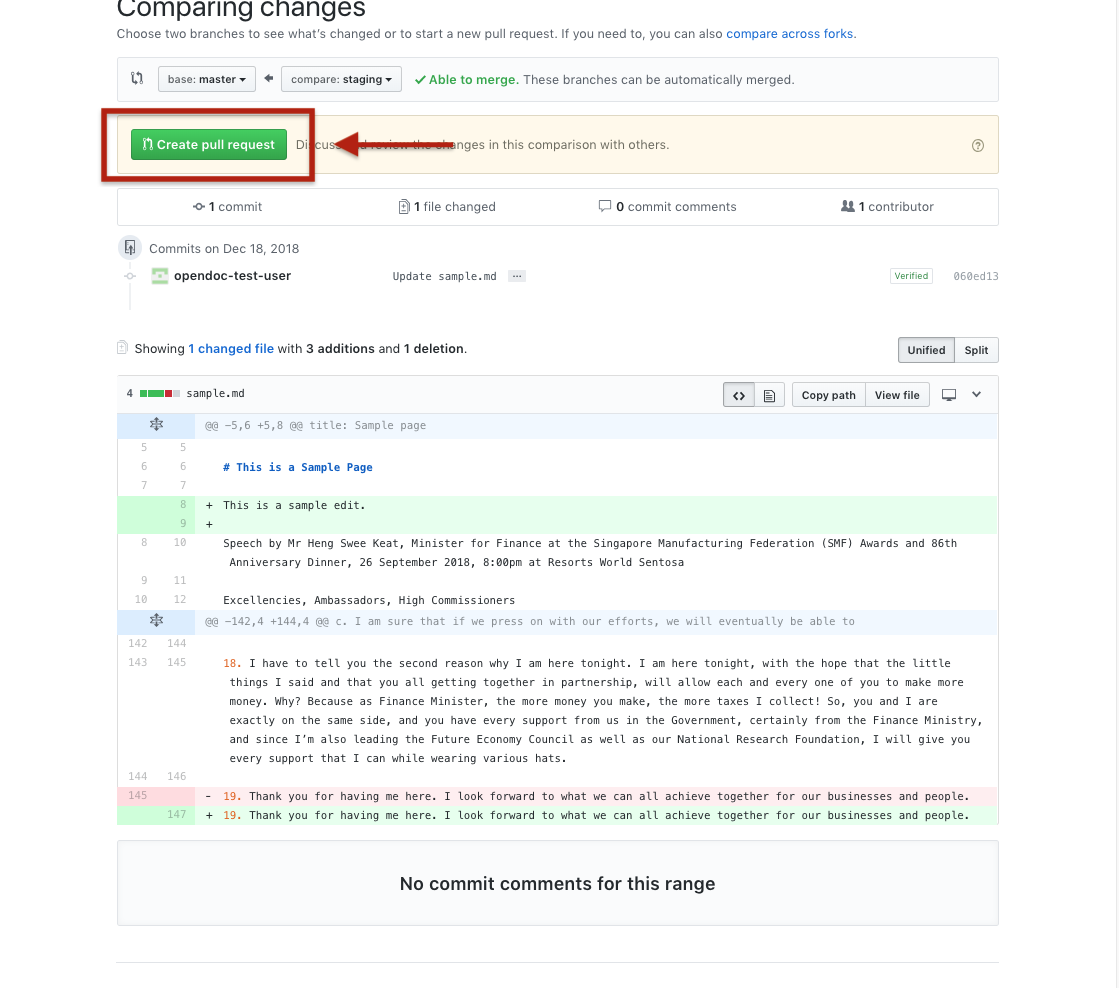 Comparing changes
Choose two branches to see what's changed or to start a new pull request. If you need to, you can also compare across forks.
base: master compare: staging Able to merge. These branches can be automatically merged.
Create pull request Discuss and review the changes in this comparison with others.
1 commit 1 file changed 0 commit comments 1 contributor
Commits on Dec 18, 2018
opendoc-test-user Update sample.md ... Verified 060ed13
Showing 1 changed file with 3 additions and 1 deletion. Unified Split
4 sample.md Copy path View file
@@ -5,6 +5,8 @@ title: Sample page
5 5
6 6 # This is a Sample Page
7 7
8 + This is a sample edit.
9 +
8 10 Speech by Mr Heng Swee Keat, Minister for Finance at the Singapore Manufacturing Federation (SMF) Awards and 86th
Anniversary Dinner, 26 September 2018, 8:00pm at Resorts World Sentosa
9 11
10 12 Excellencies, Ambassadors, High Commissioners
@@ -142,4 +144,4 @@ c. I am sure that if we press on with our efforts, we will eventually be able to
142 144
143 145 18. I have to tell you the second reason why I am here tonight. I am here tonight, with the hope that the little
things I said and that you all getting together in partnership, will allow each and every one of you to make more
money. Why? Because as Finance Minister, the more money you make, the more taxes I collect! So, you and I are
exactly on the same side, and you have every support from us in the Government, certainly from the Finance Ministry,
and since I'm also leading the Future Economy Council as well as our National Research Foundation, I will give you
every support that I can while wearing various hats.
144 146
145 - 19. Thank you for having me here. I look forward to what we can all achieve together for our businesses and people.
147 + 19. Thank you for having me here. I look forward to what we can all achieve together for our businesses and people.
No commit comments for this range